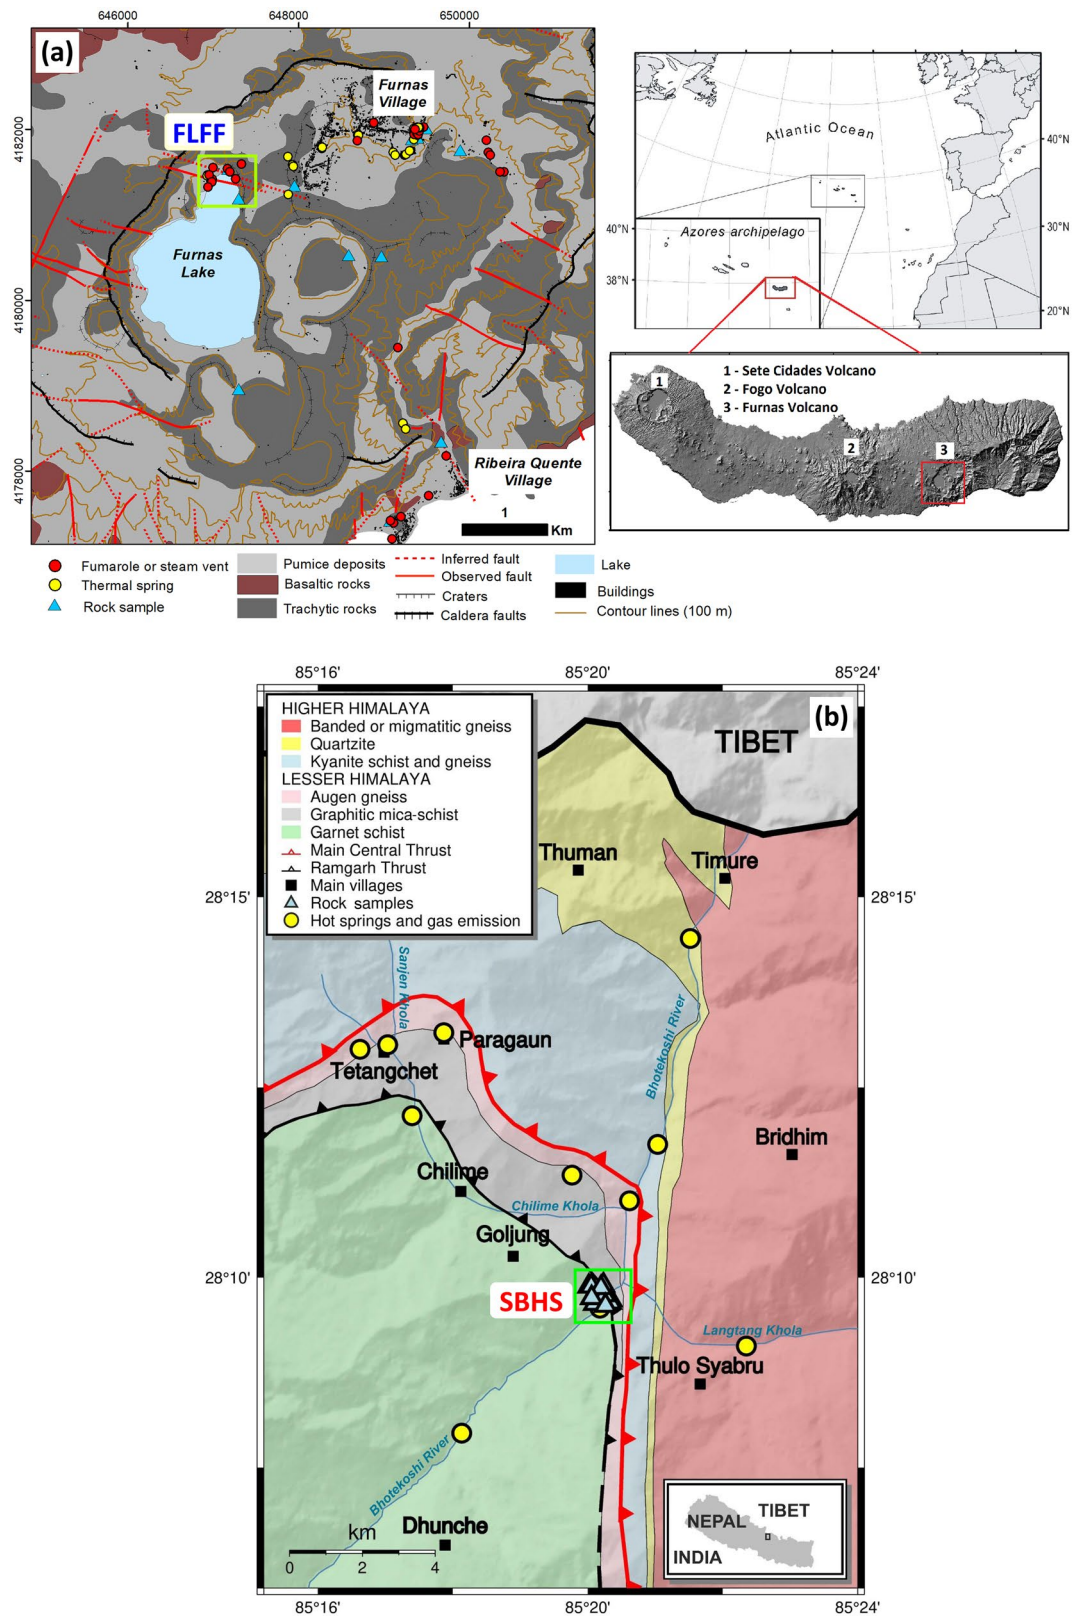 646000
648000
650000
(a)
Furnas
Village
FLFF
4182000
4180000
4178000
Furnas
Lake
Ribeira Quente
Village
1
Km
Atlantic Ocean
40°N
30°N
20°N
40°N
38°N
Azores archipelago
1 - Sete Cidades Volcano
2 - Fogo Volcano
3 - Furnas Volcano
1
2
3
Fumarole or steam vent
Thermal spring
Rock sample
Pumice deposits
Basaltic rocks
Trachytic rocks
Inferred fault
Observed fault
Craters
Caldera faults
Lake
Buildings
Contour lines (100 m)
85°16'
85°20'
85°24'
(b)
HIGHER HIMALAYA
Banded or migmatitic gneiss
Quartzite
Kyanite schist and gneiss
LESSER HIMALAYA
Augen gneiss
Graphitic mica-schist
Garnet schist
Main Central Thrust
Ramgarh Thrust
Main villages
Rock samples
Hot springs and gas emission
TIBET
Thuman
Timure
28°15'
28°15'
Sanjen Khola
Bhotekoshi River
Paragaun
Tetangchet
Bridhim
Chilime
Chilime Khola
Goljung
28°10'
28°10'
SBHS
Langtang Khola
Thulo Syabru
Bhotekoshi River
Dhunche
km
0
2
4
NEPAL
TIBET
INDIA
85°16'
85°20'
85°24'